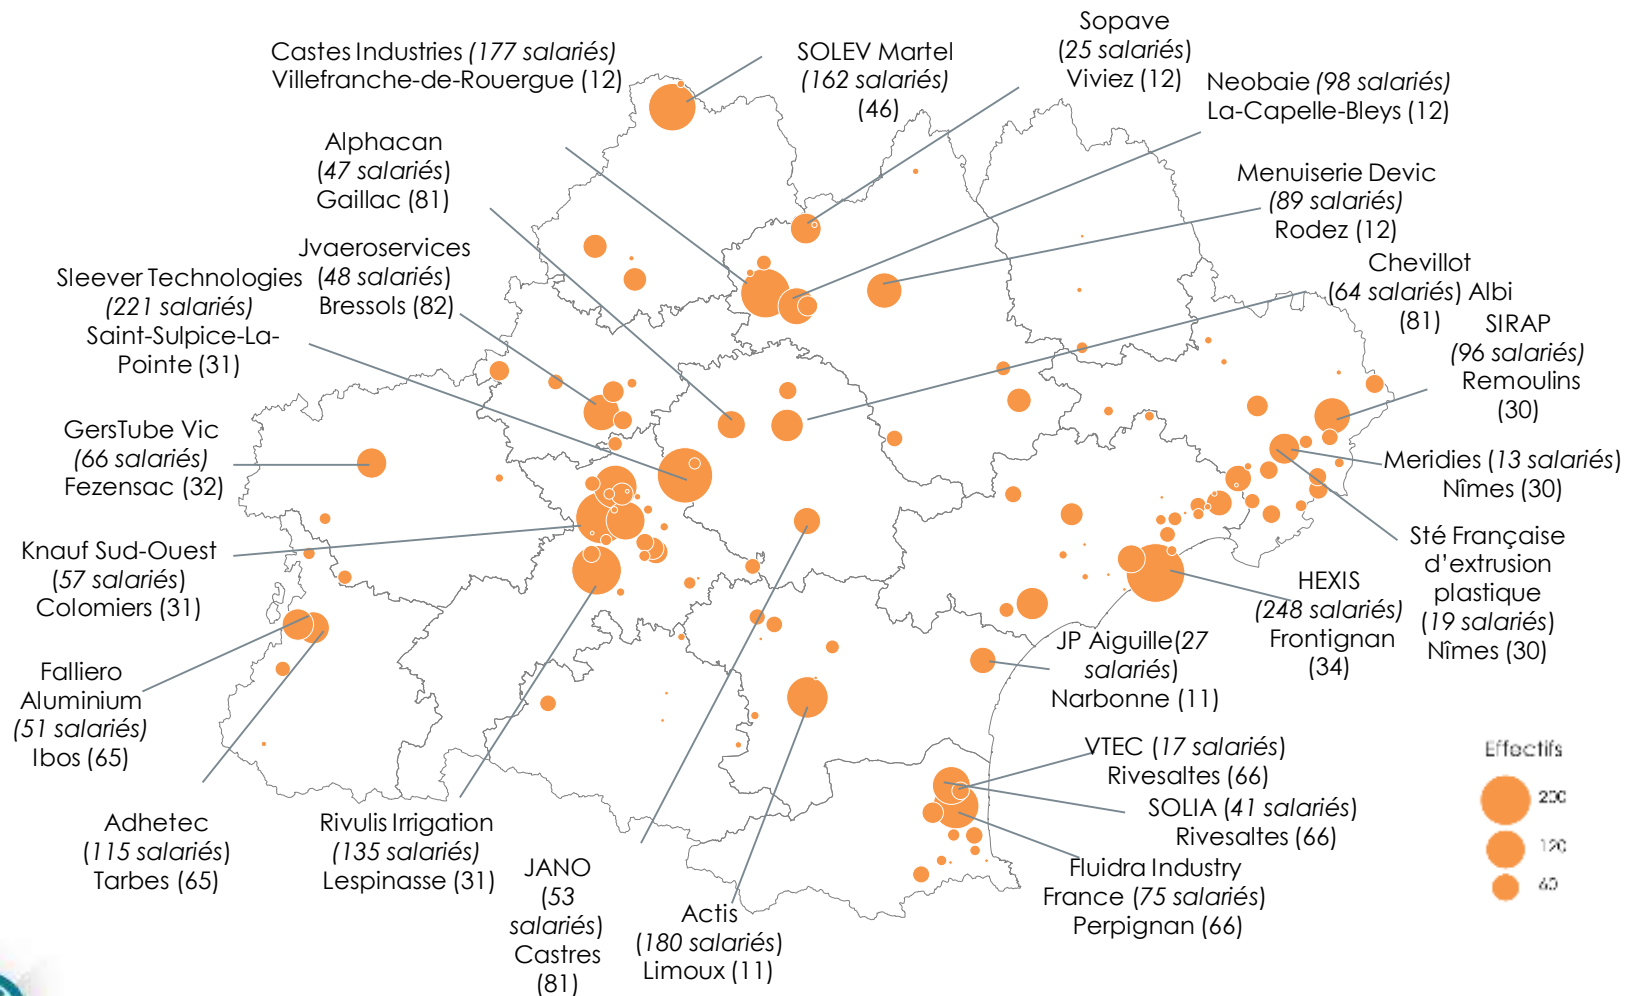 Castes Industries (177 salariés)
Villefranche-de-Rouergue (12)
SOLEV Martel
(162 salariés)
(46)
Sopave
(25 salariés)
Viviez (12)
Neobaie (98 salariés)
La-Capelle-Bleys (12)
Alphacan
(47 salariés)
Gaillac (81)
Menuiserie Devic
(89 salariés)
Rodez (12)
Jvaeroservices
(48 salariés)
Bressols (82)
Sleever Technologies
(221 salariés)
Saint-Sulpice-La-
Pointe (31)
Chevillot
(64 salariés) Albi
(81)
SIRAP
(96 salariés)
Remoulins
(30)
GersTube Vic
(66 salariés)
Fezensac (32)
Meridies (13 salariés)
Nîmes (30)
Knauf Sud-Ouest
(57 salariés)
Colomiers (31)
Sté Française
d’extrusion
plastique
(19 salariés)
Nîmes (30)
HEXIS
(248 salariés)
Frontignan
(34)
JP Aiguille(27
salariés)
Narbonne (11)
Falliero
Aluminium
(51 salariés)
Ibos (65)
VTEC (17 salariés)
Rivesaltes (66)
SOLIA (41 salariés)
Rivesaltes (66)
Adhetec
(115 salariés)
Tarbes (65)
Rivulis Irrigation
(135 salariés)
Lespinasse (31)
JANO
(53
salariés)
Castres
(81)
Actis
(180 salariés)
Limoux (11)
Fluidra Industry
France (75 salariés)
Perpignan (66)
Effectifs
200
120
60